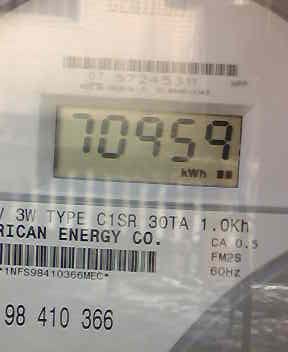 70959
kWh
V 3W TYPE C1SR 30TA 1.0Kh
RICAN ENERGY CO.
CA 0.5
FM2S
*1NFS98410366MEC*
60HZ
98 410 366